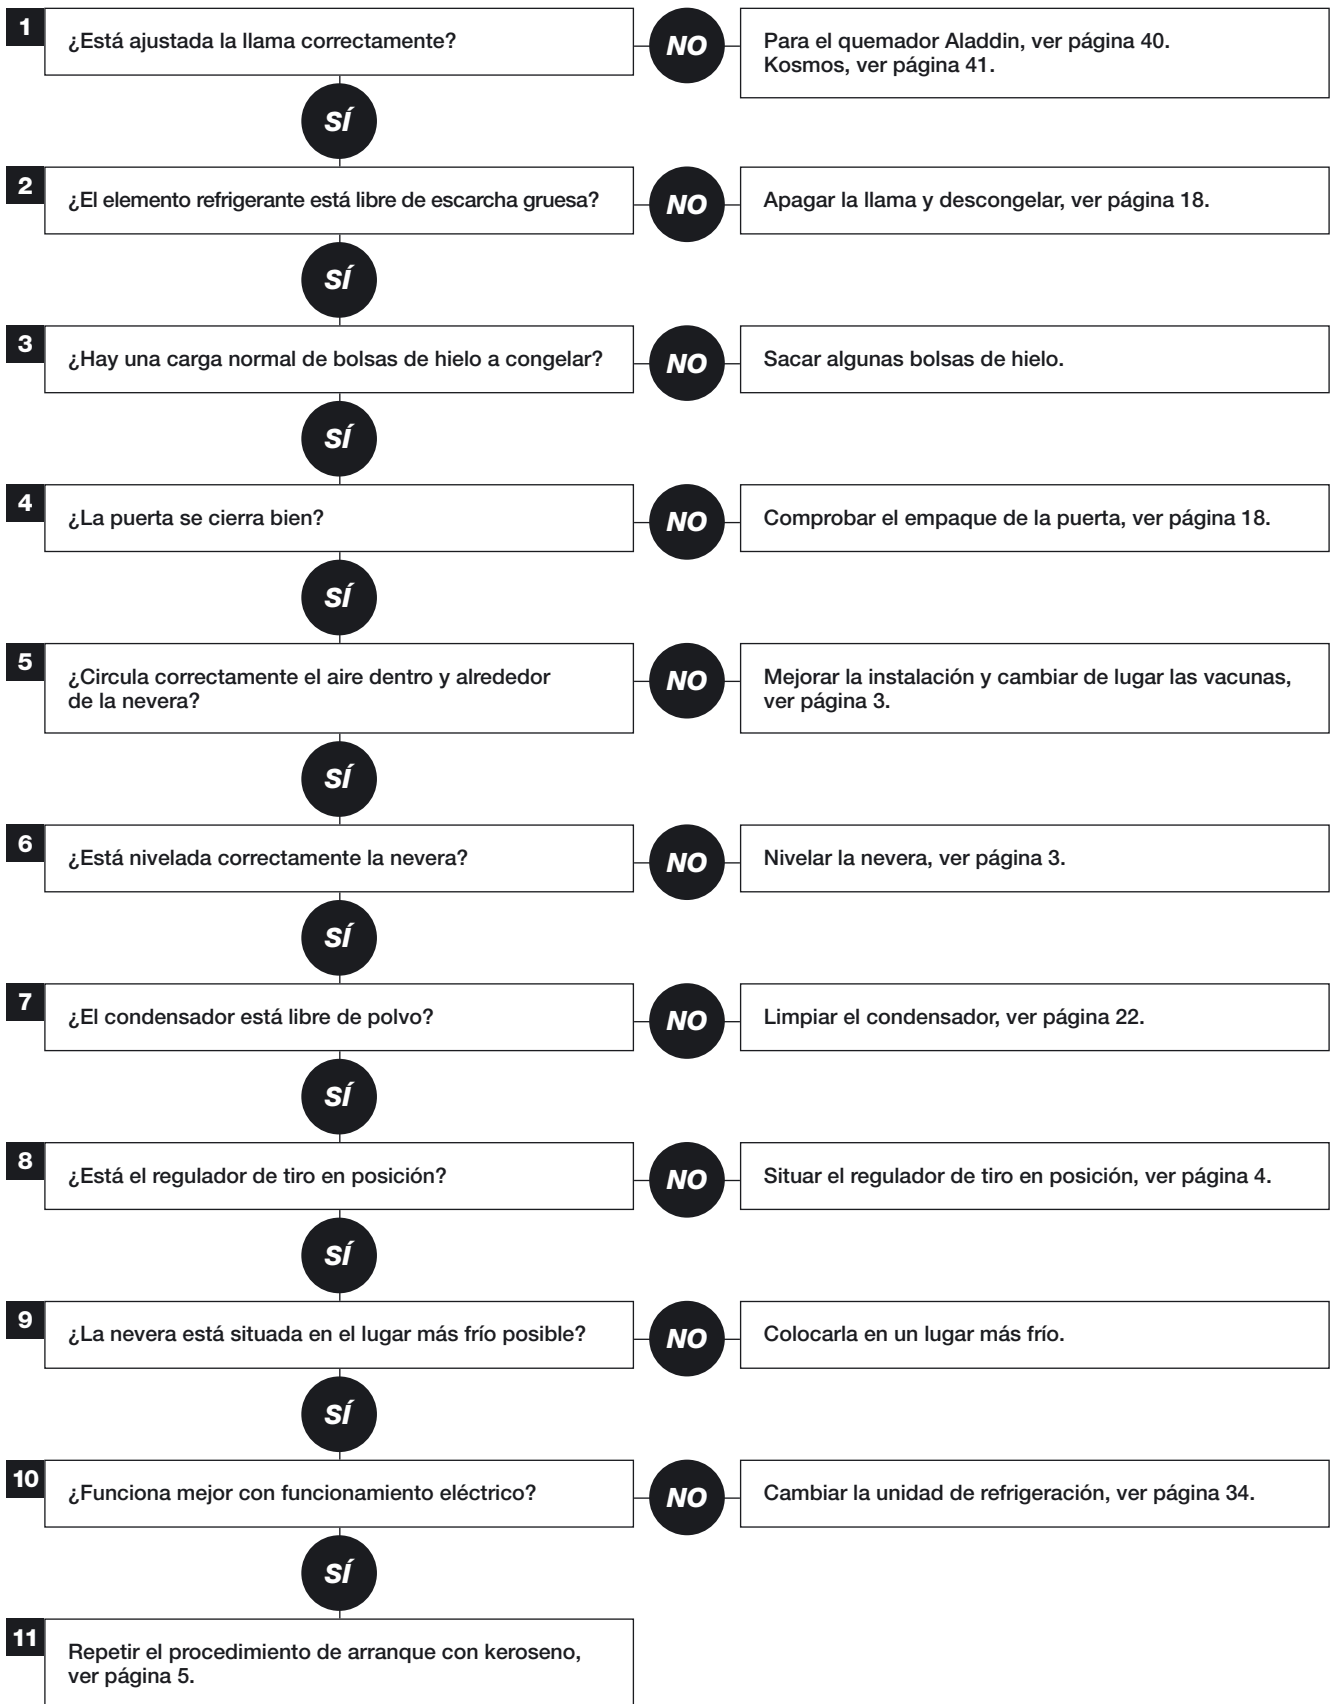 1
¿Está ajustada la llama correctamente?
NO
Para el quemador Aladdin, ver página 40.
Kosmos, ver página 41.
SÍ
2
¿El elemento refrigerante está libre de escarcha gruesa?
NO
Apagar la llama y descongelar, ver página 18.
SÍ
3
¿Hay una carga normal de bolsas de hielo a congelar?
NO
Sacar algunas bolsas de hielo.
SÍ
4
¿La puerta se cierra bien?
NO
Comprobar el empaque de la puerta, ver página 18.
SÍ
5
¿Circula correctamente el aire dentro y alrededor
de la nevera?
NO
Mejorar la instalación y cambiar de lugar las vacunas,
ver página 3.
SÍ
6
¿Está nivelada correctamente la nevera?
NO
Nivelar la nevera, ver página 3.
SÍ
7
¿El condensador está libre de polvo?
NO
Limpiar el condensador, ver página 22.
SÍ
8
¿Está el regulador de tiro en posición?
NO
Situar el regulador de tiro en posición, ver página 4.
SÍ
9
¿La nevera está situada en el lugar más frío posible?
NO
Colocarla en un lugar más frío.
SÍ
10
¿Funciona mejor con funcionamiento eléctrico?
NO
Cambiar la unidad de refrigeración, ver página 34.
SÍ
11
Repetir el procedimiento de arranque con keroseno,
ver página 5.